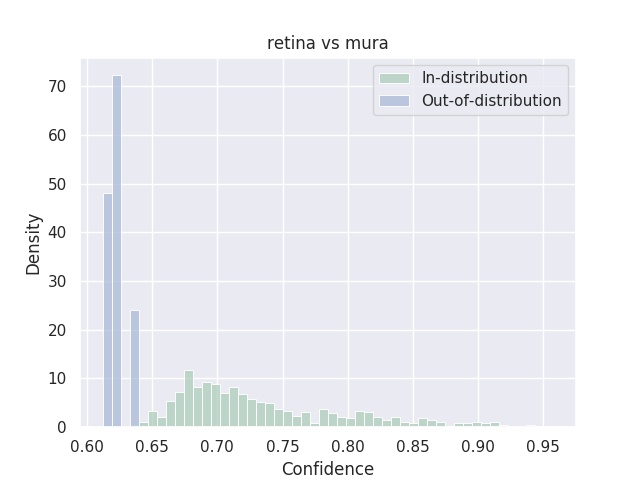 retina vs mura
In-distribution
Out-of-distribution
Density
70
60
50
40
30
20
10
0
0.60 0.65 0.70 0.75 0.80 0.85 0.90 0.95
Confidence